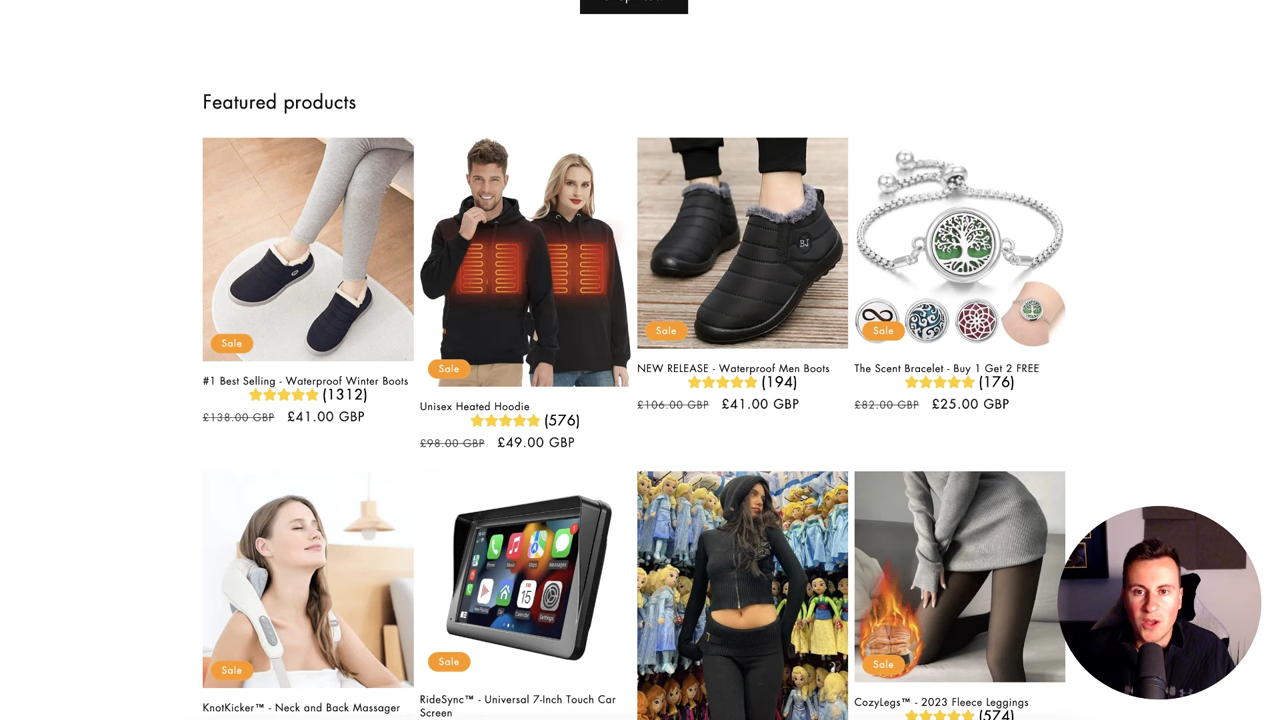 Featured products
Sale
Sale
BJ
Sale
Sale
#1 Best Selling - Waterproof Winter Boots
(1312)
£138.00 GBP £41.00 GBP
Unisex Heated Hoodie
(576)
£98.00 GBP £49.00 GBP
NEW RELEASE - Waterproof Men Boots
(194)
£106.00 GBP £41.00 GBP
The Scent Bracelet - Buy 1 Get 2 FREE
(176)
£82.00 GBP £25.00 GBP
Sale
Sale
15
Sale
KnotKicker™ - Neck and Back Massager
RideSync™ - Universal 7-Inch Touch Car
Screen
CozyLegs™ - 2023 Fleece Leggings
(574)